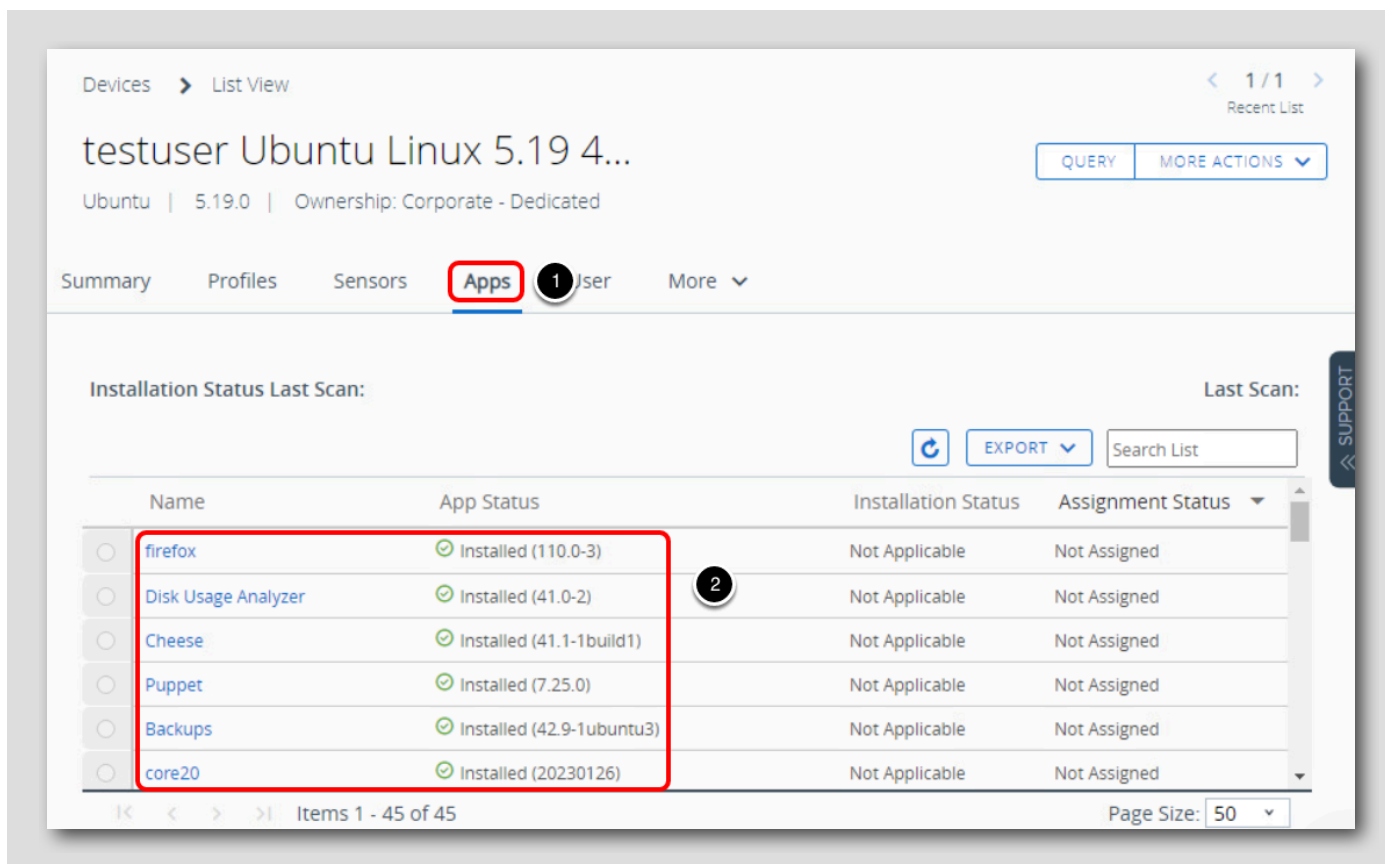 Devices > List View
< 1 / 1 >
Recent List
testuser Ubuntu Linux 5.19 4...
QUERY MORE ACTIONS
Ubuntu | 5.19.0 | Ownership: Corporate - Dedicated
Summary Profiles Sensors Apps 1 User More
Installation Status Last Scan: Last Scan:
SUPPORT
EXPORT Search List
Name App Status Installation Status Assignment Status
firefox Installed (110.0-3) Not Applicable Not Assigned
2
Disk Usage Analyzer Installed (41.0-2) Not Applicable Not Assigned
Cheese Installed (41.1-1build1) Not Applicable Not Assigned
Puppet Installed (7.25.0) Not Applicable Not Assigned
Backups Installed (42.9-1ubuntu3) Not Applicable Not Assigned
core20 Installed (20230126) Not Applicable Not Assigned
Items 1 - 45 of 45 Page Size: 50